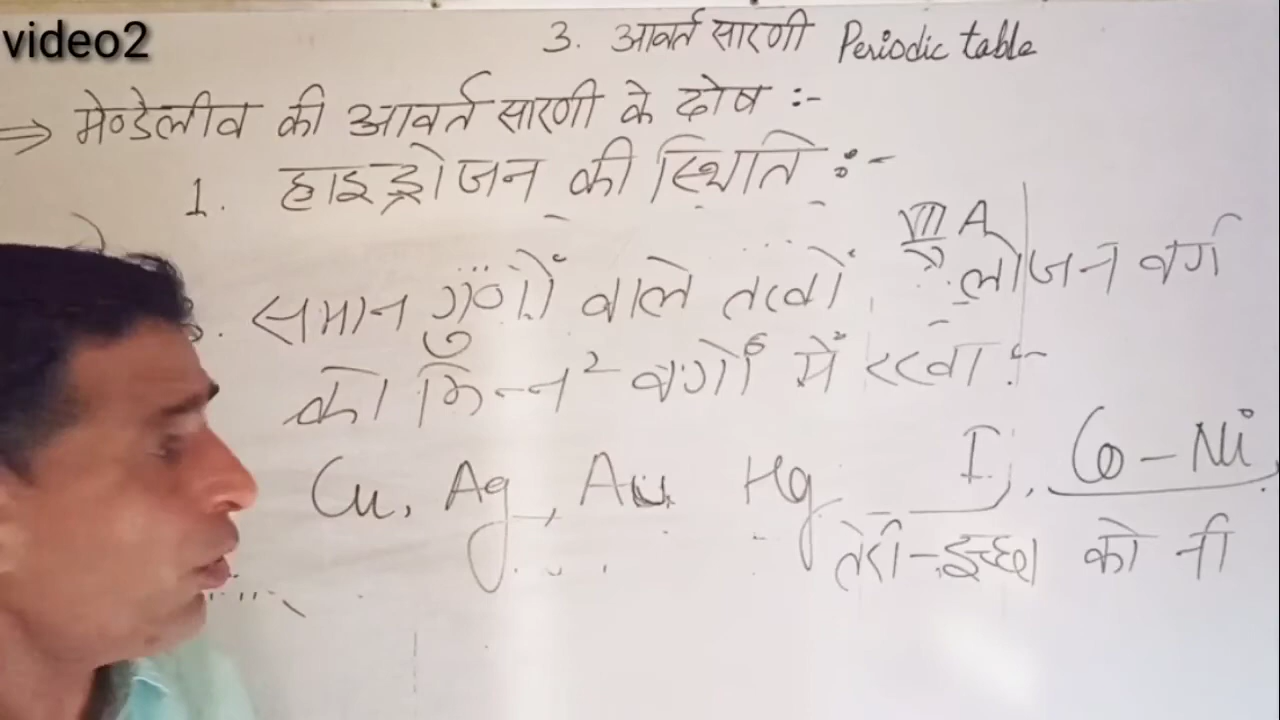 video2
3. आवर्त सारणी Periodic table
⇒ मेण्डेलीव की आवर्त सारणी के दोष :-
1. हाइड्रोजन की स्थिति :-
VII A
समान गुणों वाले तत्वों
लोजन वर्ग
को भिन्न2 वर्गों में रखा :-
Cu, Ag, Au Hg I, Co - Ni
तेरी - इच्छा को नी